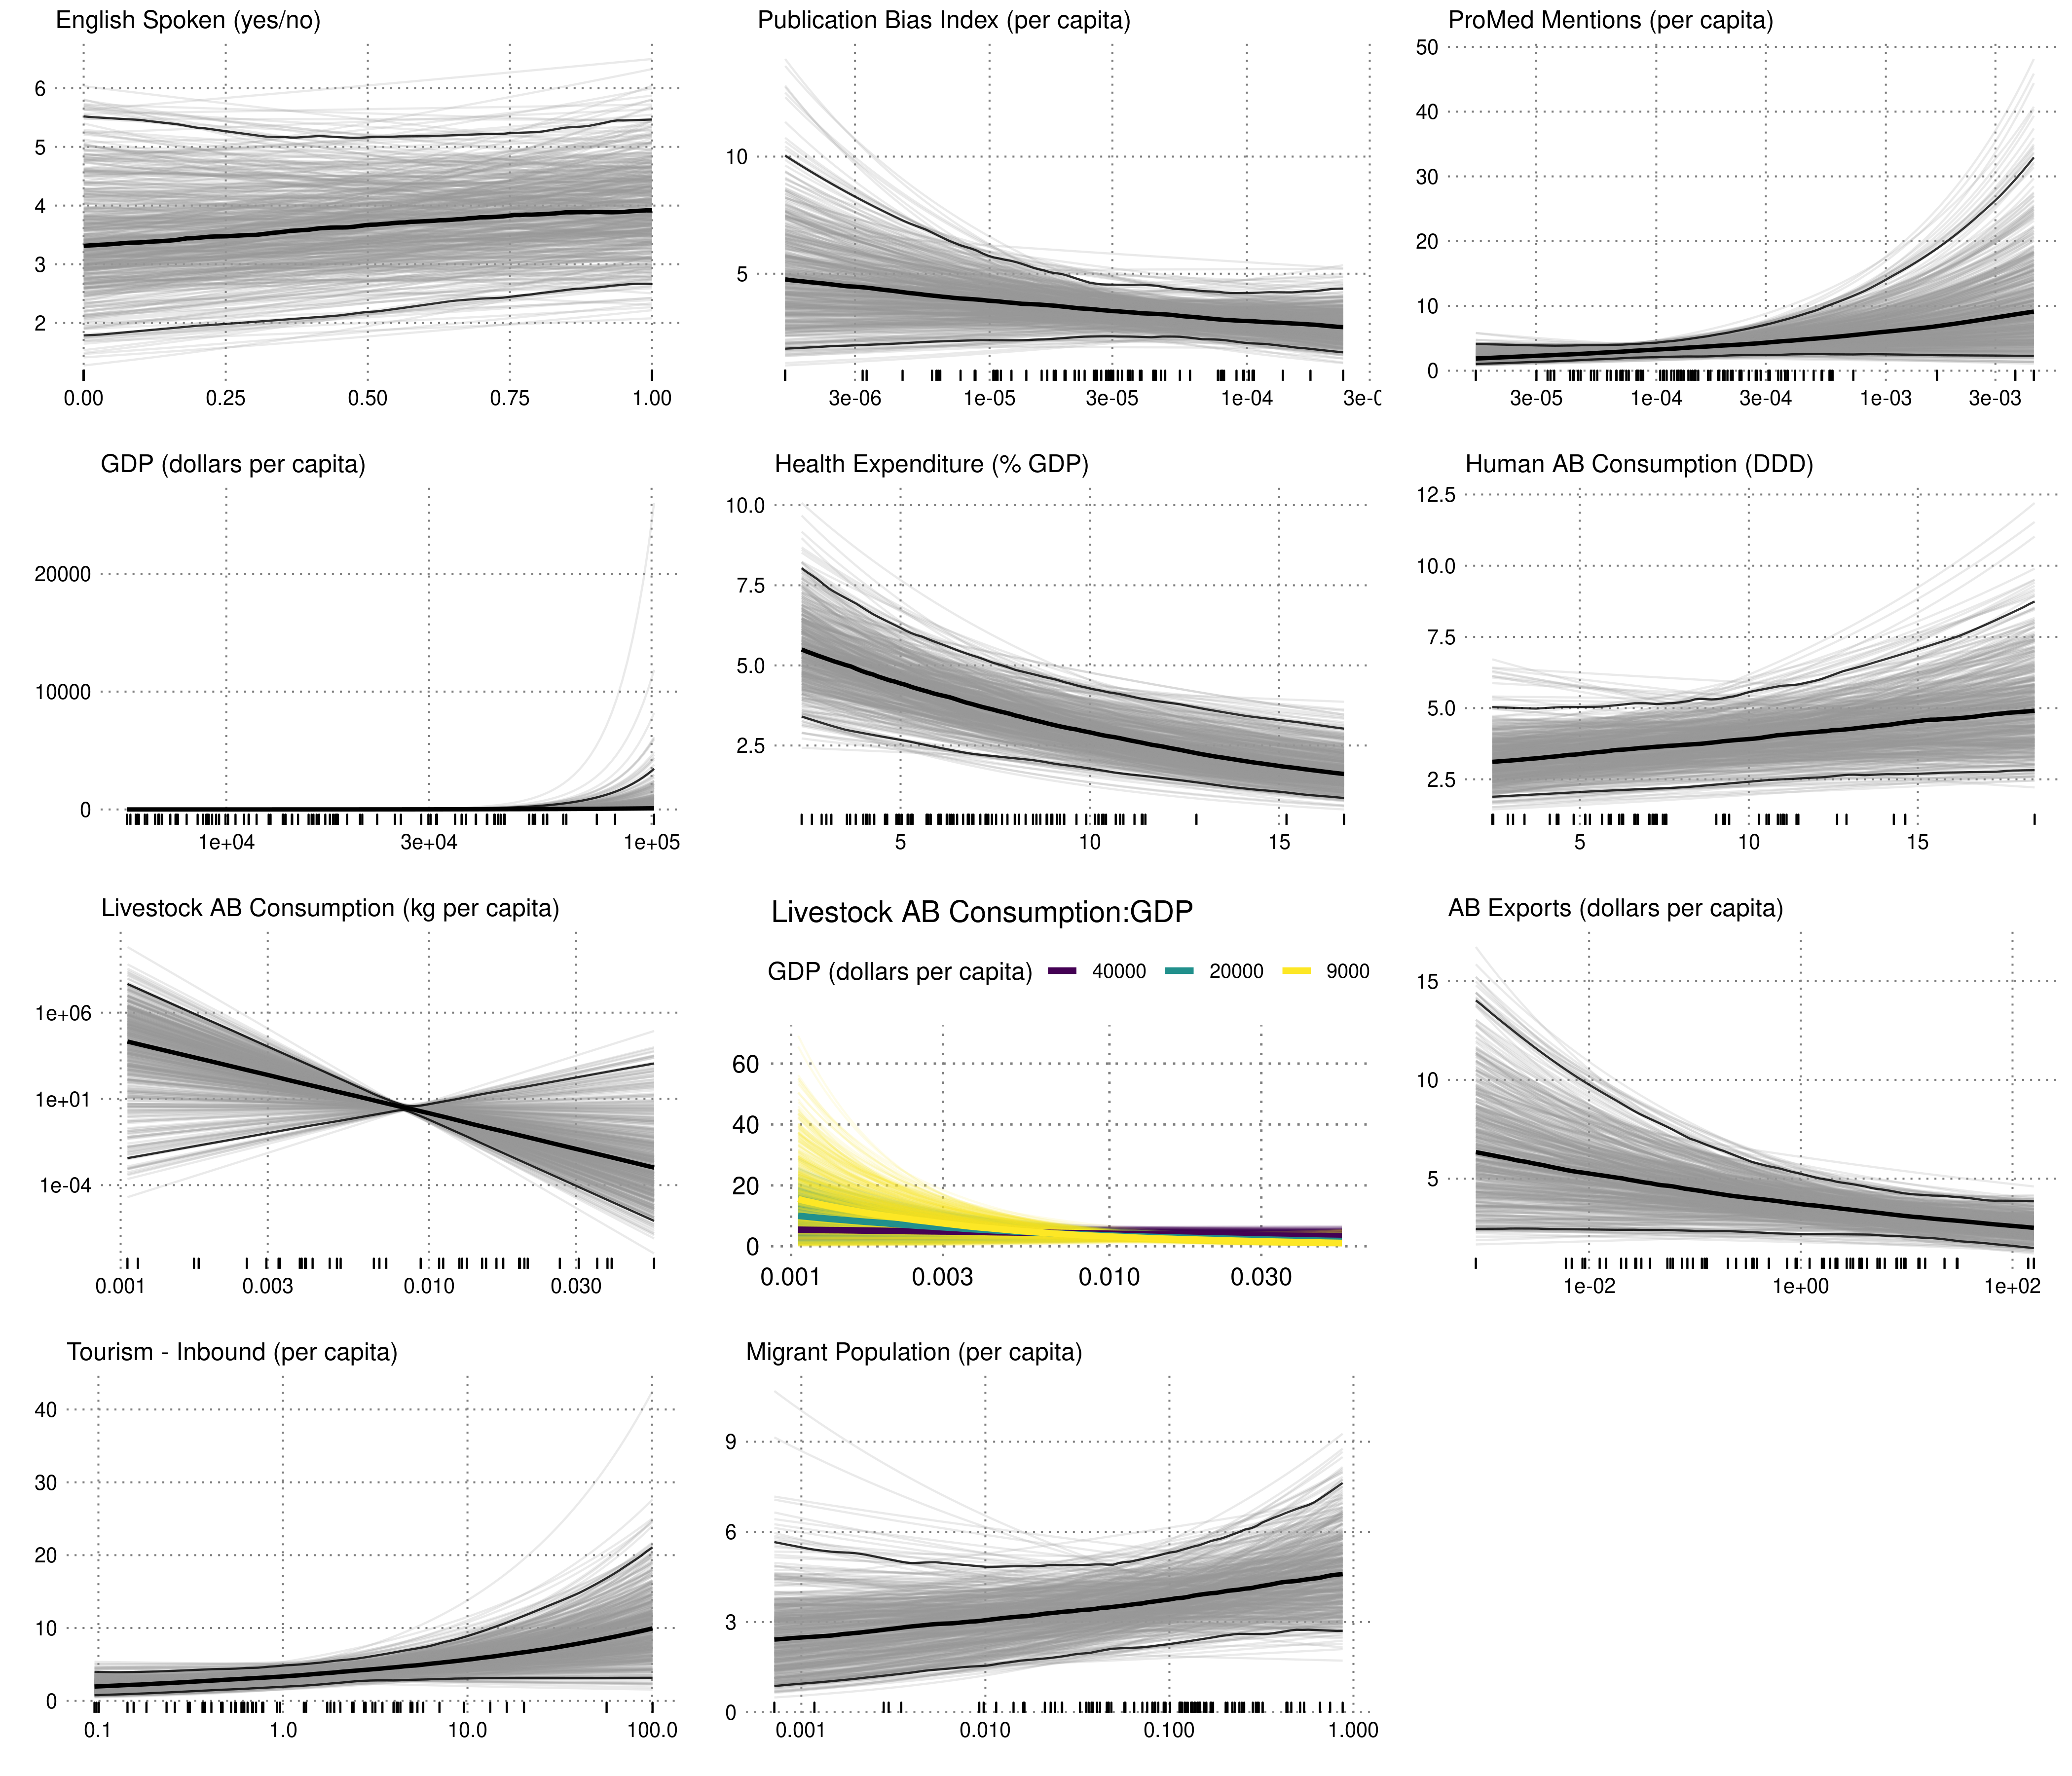 English Spoken (yes/no)
6
5
4
3
2
0.00 0.25 0.50 0.75 1.00
Publication Bias Index (per capita)
10
5
3e-06 1e-05 3e-05 1e-04
ProMed Mentions (per capita)
50
40
30
20
10
0
3e-05 1e-04 3e-04 1e-03 3e-03
GDP (dollars per capita)
20000
10000
0
1e+04 3e+04 1e+05
Health Expenditure (% GDP)
10.0
7.5
5.0
2.5
5 10 15
Human AB Consumption (DDD)
12.5
10.0
7.5
5.0
2.5
5 10 15
Livestock AB Consumption (kg per capita)
1e+06
1e+01
1e-04
0.001 0.003 0.010 0.030
Livestock AB Consumption:GDP
GDP (dollars per capita) 40000 20000 9000
60
40
20
0
0.001 0.003 0.010 0.030
AB Exports (dollars per capita)
15
10
5
1e-02 1e+00 1e+02
Tourism - Inbound (per capita)
40
30
20
10
0
0.1 1.0 10.0 100.0
Migrant Population (per capita)
9
6
3
0
0.001 0.010 0.100 1.000